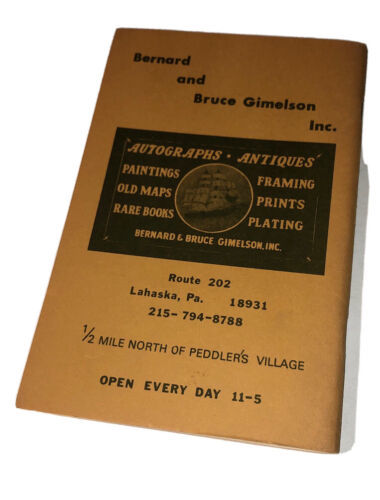 Bernard
and
Bruce Gimelson
Inc.
AUTOGRAPHS · ANTIQUES
PAINTINGS
OLD MAPS
RARE BOOKS
FRAMING
PRINTS
PLATING
BERNARD & BRUCE GIMELSON, INC.
Route 202
Lahaska, Pa. 18931
215-794-8788
1/2 MILE NORTH OF PEDDLER'S VILLAGE
OPEN EVERY DAY 11-5